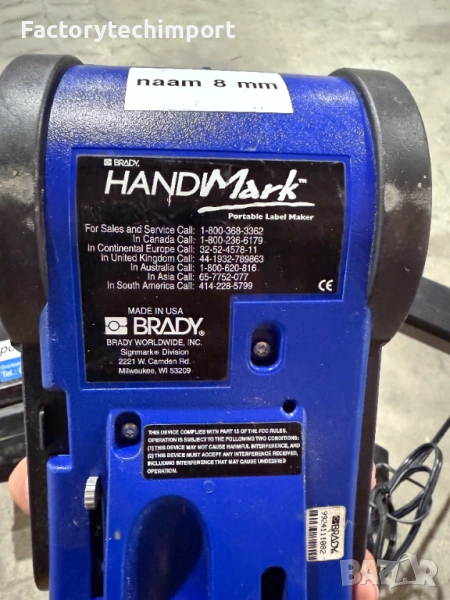 Factorytechimport
naam 8 mm
BRADY
HANDIMark™
Portable Label Maker
For Sales and Service Call: 1-800-368-3362
In Canada Call: 1-800-236-6179
In Continental Europe Call: 32-52-4578-11
In United Kingdom Call: 44-1932-789863
In Australia Call: 1-800-620-816
In Asia Call: 65-7752-077
In South America Call: 414-228-5799
CE
MADE IN USA
BRADY®
BRADY WORLDWIDE, INC.
Signmark® Division
2221 W. Camden Rd.
Milwaukee, WI 53209
THIS DEVICE COMPLIES WITH PART 15 OF THE FCC RULES.
OPERATION IS SUBJECT TO THE FOLLOWING TWO CONDITIONS:
(1) THIS DEVICE MAY NOT CAUSE HARMFUL INTERFERENCE, AND
(2) THIS DEVICE MUST ACCEPT ANY INTERFERENCE RECEIVED,
INCLUDING INTERFERENCE THAT MAY CAUSE UNDESIRED
OPERATION.
BRADY
9924111002
BAZAR